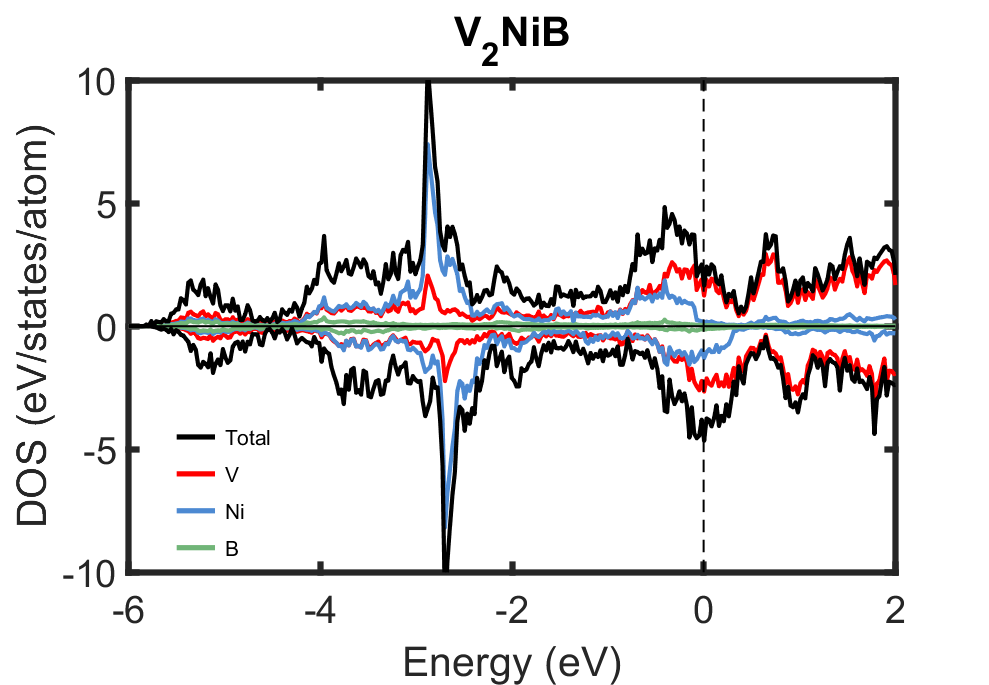 V₂NiB
10
5
0
-5
-10
DOS (eV/states/atom)
Total
V
Ni
B
-6 -4 -2 0 2
Energy (eV)